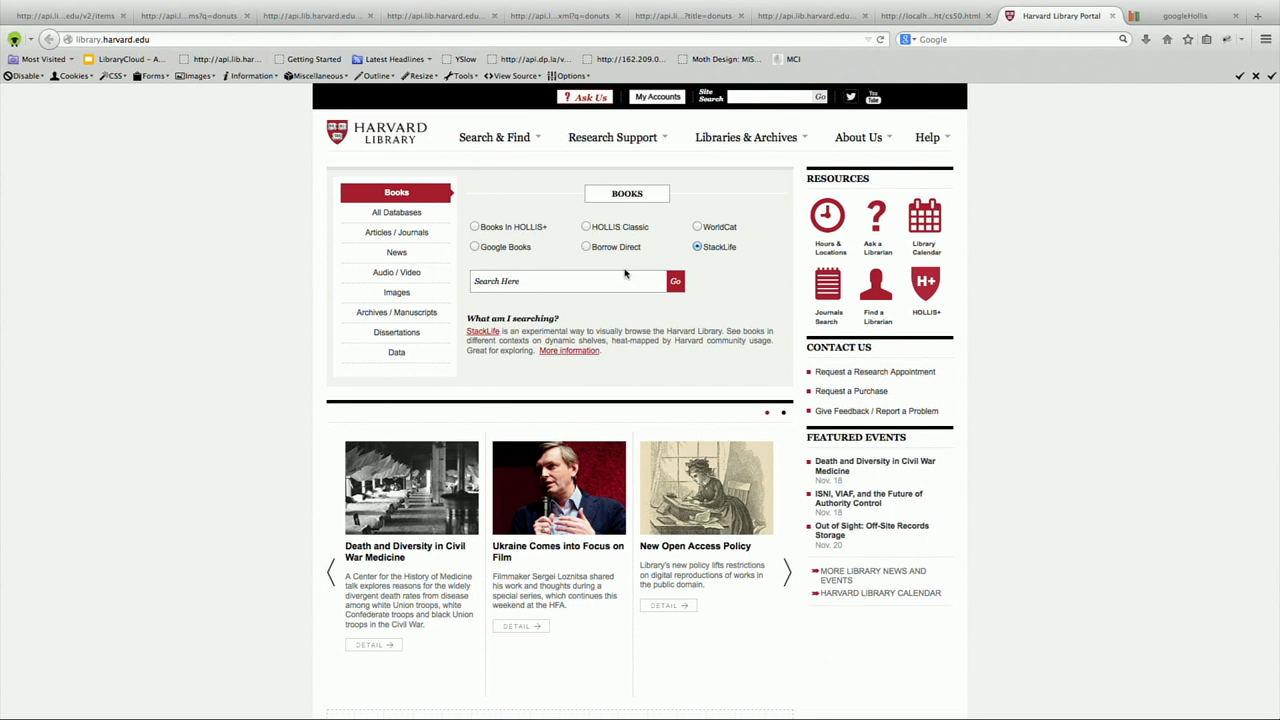 http://api.li...edu/v2/items
http://api.l...ms?q=donuts
http://api.lib.harvard.edu...
http://api.lib.harvard.edu...
http://api.l...xml?q=donuts
http://api.li...?title=donuts
http://api.lib.harvard.edu...
http://localh...ht/cs50.html
Harvard Library Portal
googleHollis
library.harvard.edu
Google
Most Visited
LibraryCloud – A...
http://api.lib.har...
Getting Started
Latest Headlines
YSlow
http://api.dp.la/v...
http://162.209.0...
Moth Design: MIS...
MCI
Disable
Cookies
CSS
Forms
Images
Information
Miscellaneous
Outline
Resize
Tools
View Source
Options
? Ask Us
My Accounts
Site Search
Go
You Tube
HARVARD
LIBRARY
Search & Find
Research Support
Libraries & Archives
About Us
Help
Books
All Databases
Articles / Journals
News
Audio / Video
Images
Archives / Manuscripts
Dissertations
Data
BOOKS
Books In HOLLIS+
HOLLIS Classic
WorldCat
Google Books
Borrow Direct
StackLife
Search Here
Go
What am I searching?
StackLife is an experimental way to visually browse the Harvard Library. See books in
different contexts on dynamic shelves, heat-mapped by Harvard community usage.
Great for exploring. More information.
RESOURCES
Hours &
Locations
Ask a
Librarian
Library
Calendar
Journals
Search
Find a
Librarian
H+
HOLLIS+
CONTACT US
Request a Research Appointment
Request a Purchase
Give Feedback / Report a Problem
FEATURED EVENTS
Death and Diversity in Civil War
Medicine
Nov. 18
ISNI, VIAF, and the Future of
Authority Control
Nov. 18
Out of Sight: Off-Site Records
Storage
Nov. 20
MORE LIBRARY NEWS AND
EVENTS
HARVARD LIBRARY CALENDAR
Death and Diversity in Civil
War Medicine
A Center for the History of Medicine
talk explores reasons for the widely
divergent death rates from disease
among white Union troops, white
Confederate troops and black Union
troops in the Civil War.
DETAIL
Ukraine Comes into Focus on
Film
Filmmaker Sergei Loznitsa shared
his work and thoughts during a
special series, which continues this
weekend at the HFA.
DETAIL
New Open Access Policy
Library's new policy lifts restrictions
on digital reproductions of works in
the public domain.
DETAIL